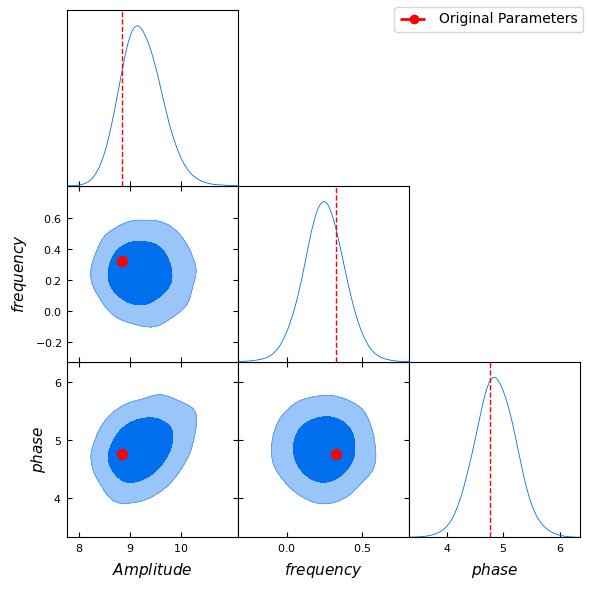 Original Parameters
frequency
0.6
0.4
0.2
0.0
−0.2
phase
6
5
4
8 9 10
0.0 0.5
4 5 6
Amplitude frequency phase